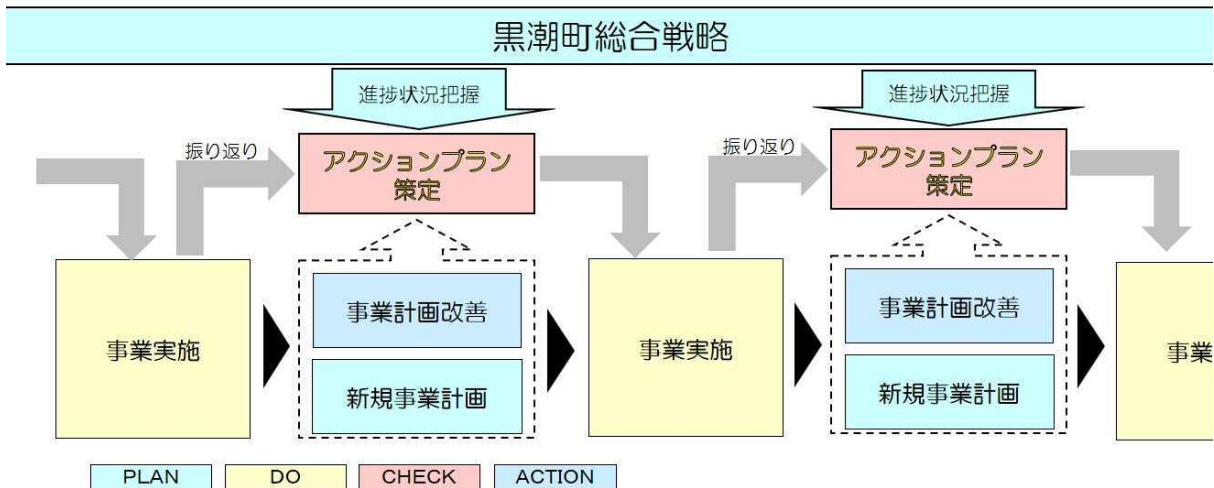 黒潮町総合戦略
進捗状況把握
進捗状況把握
振り返り
アクションプラン
策定
振り返り
アクションプラン
策定
事業実施
事業計画改善
新規事業計画
事業実施
事業計画改善
新規事業計画
事業
PLAN
DO
CHECK
ACTION